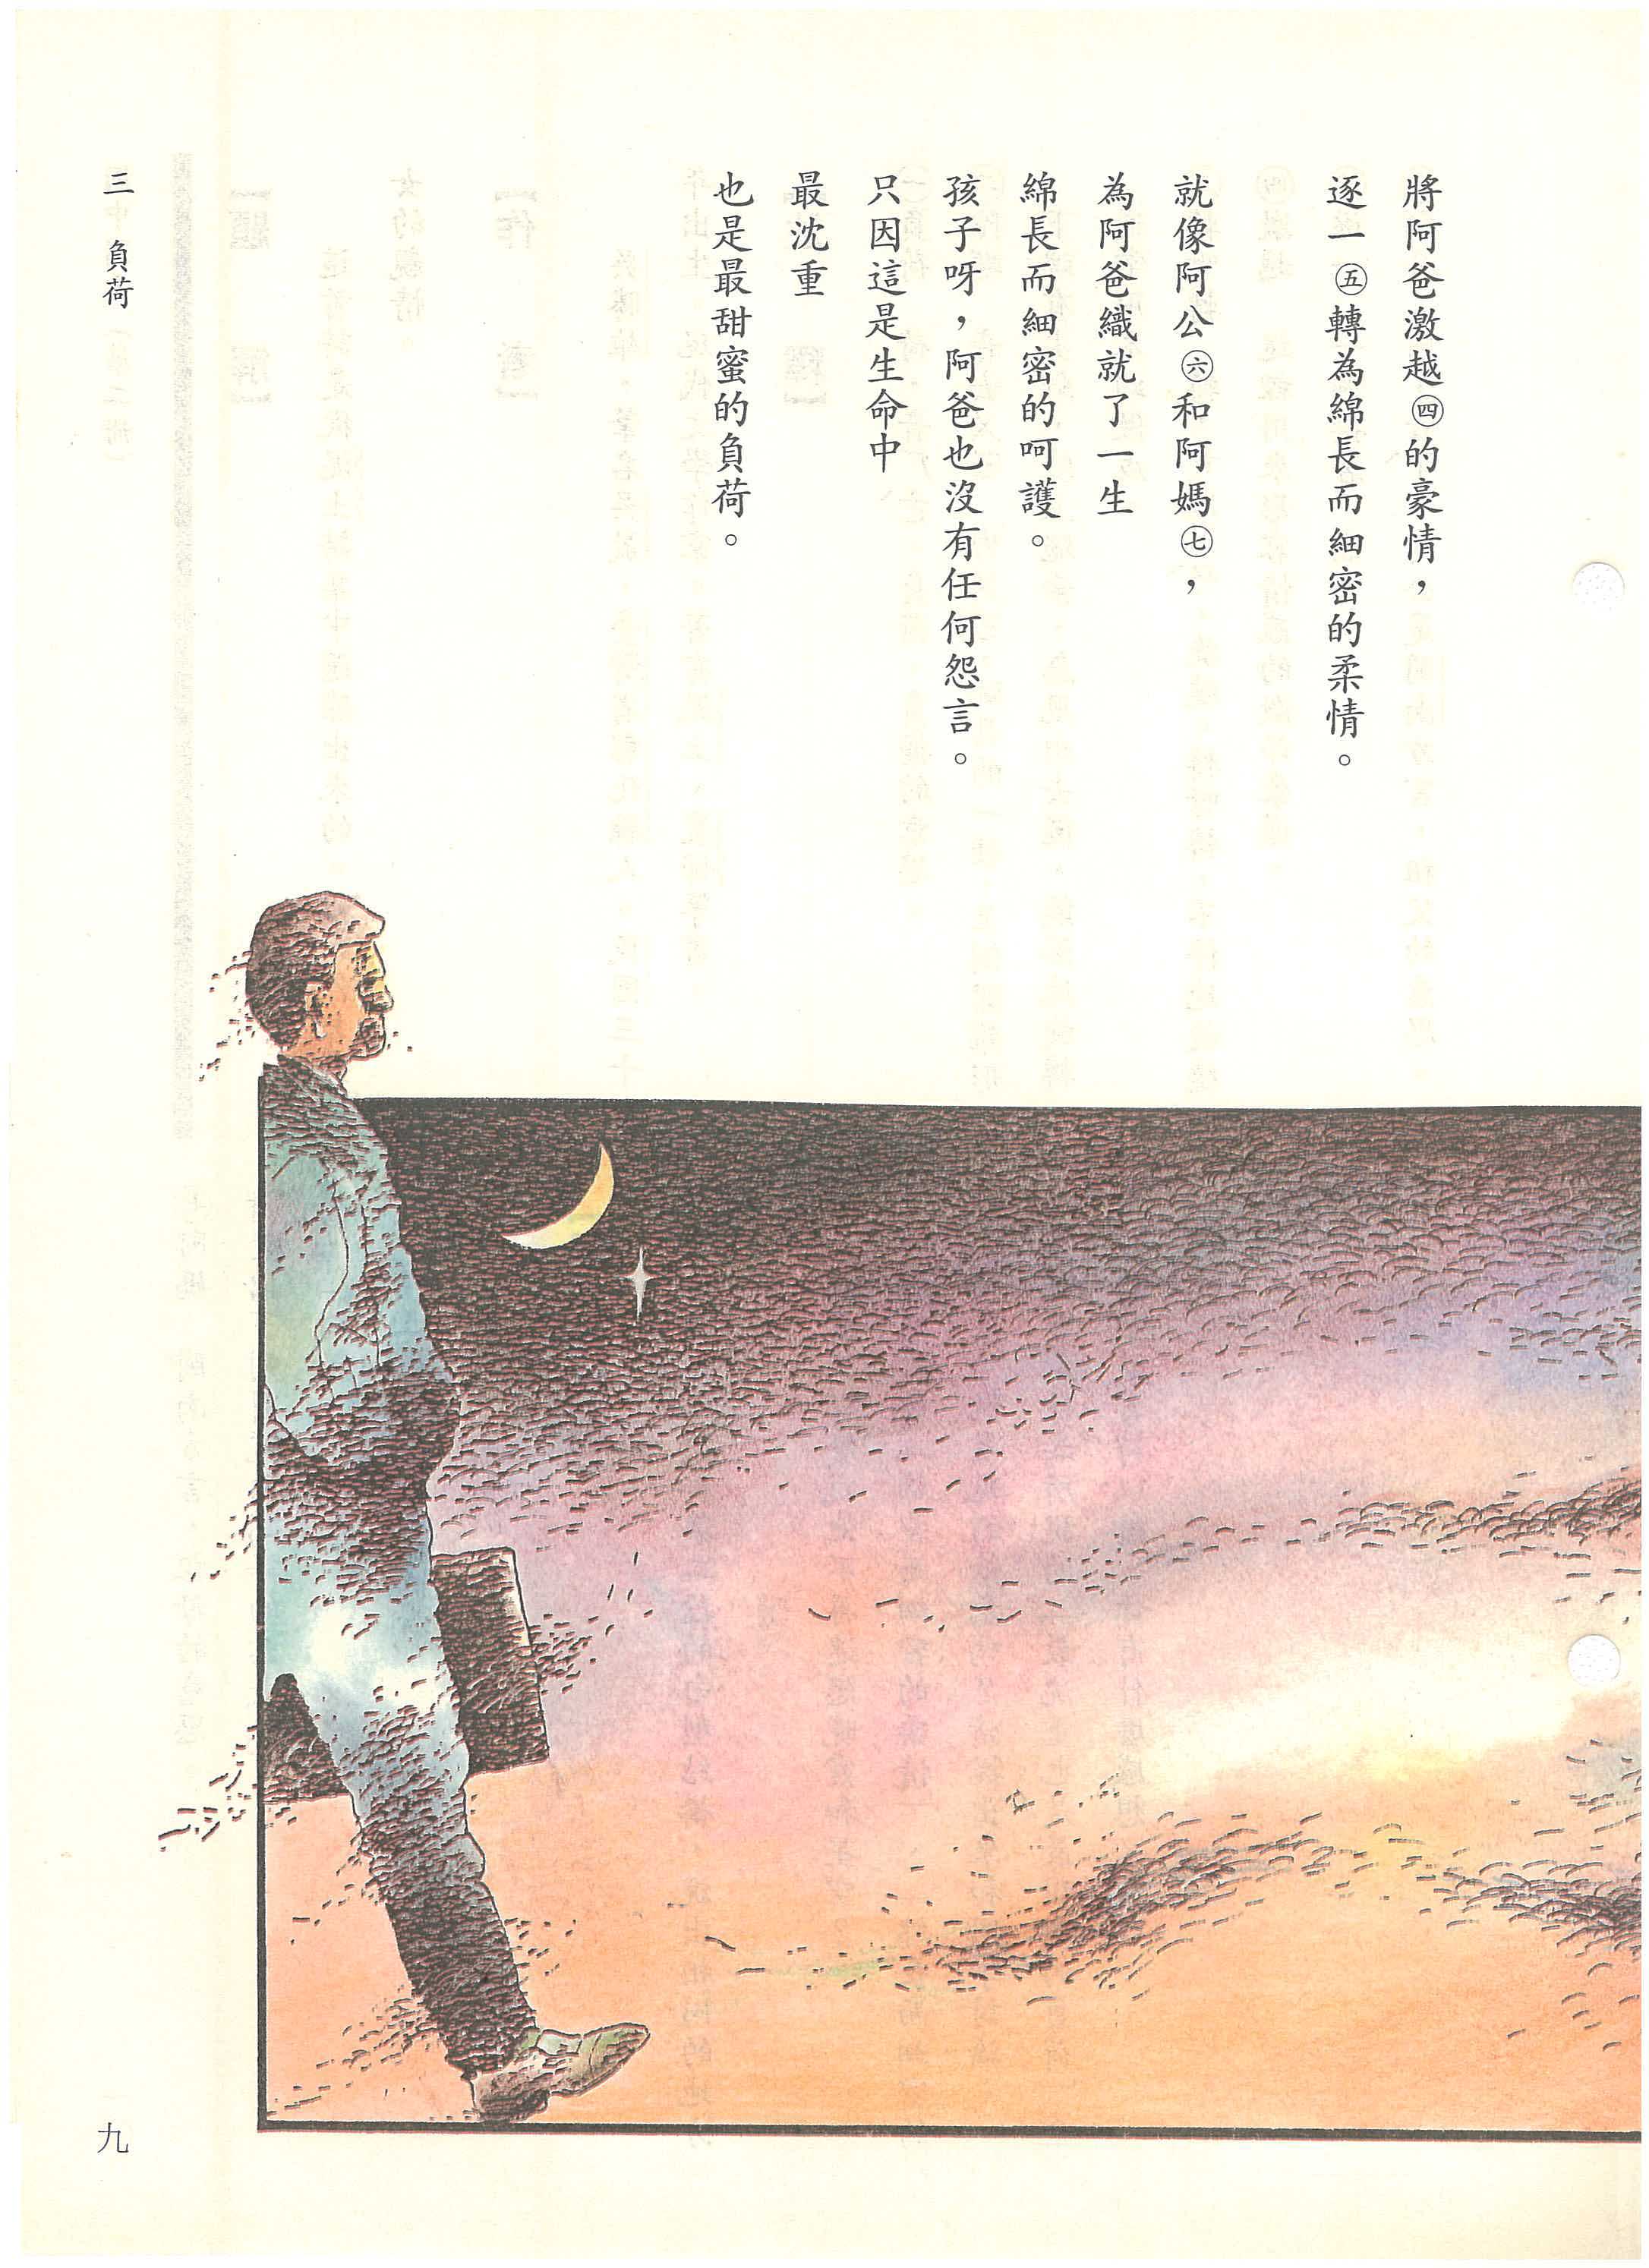 將阿爸激越㊃的豪情，
逐一㊄轉為綿長而細密的柔情。
就像阿公㊅和阿媽㊆，
為阿爸織就了一生
綿長而細密的呵護。
孩子呀，阿爸也沒有任何怨言。
只因這是生命中
最沈重
也是最甜蜜的負荷。
三 負荷
九